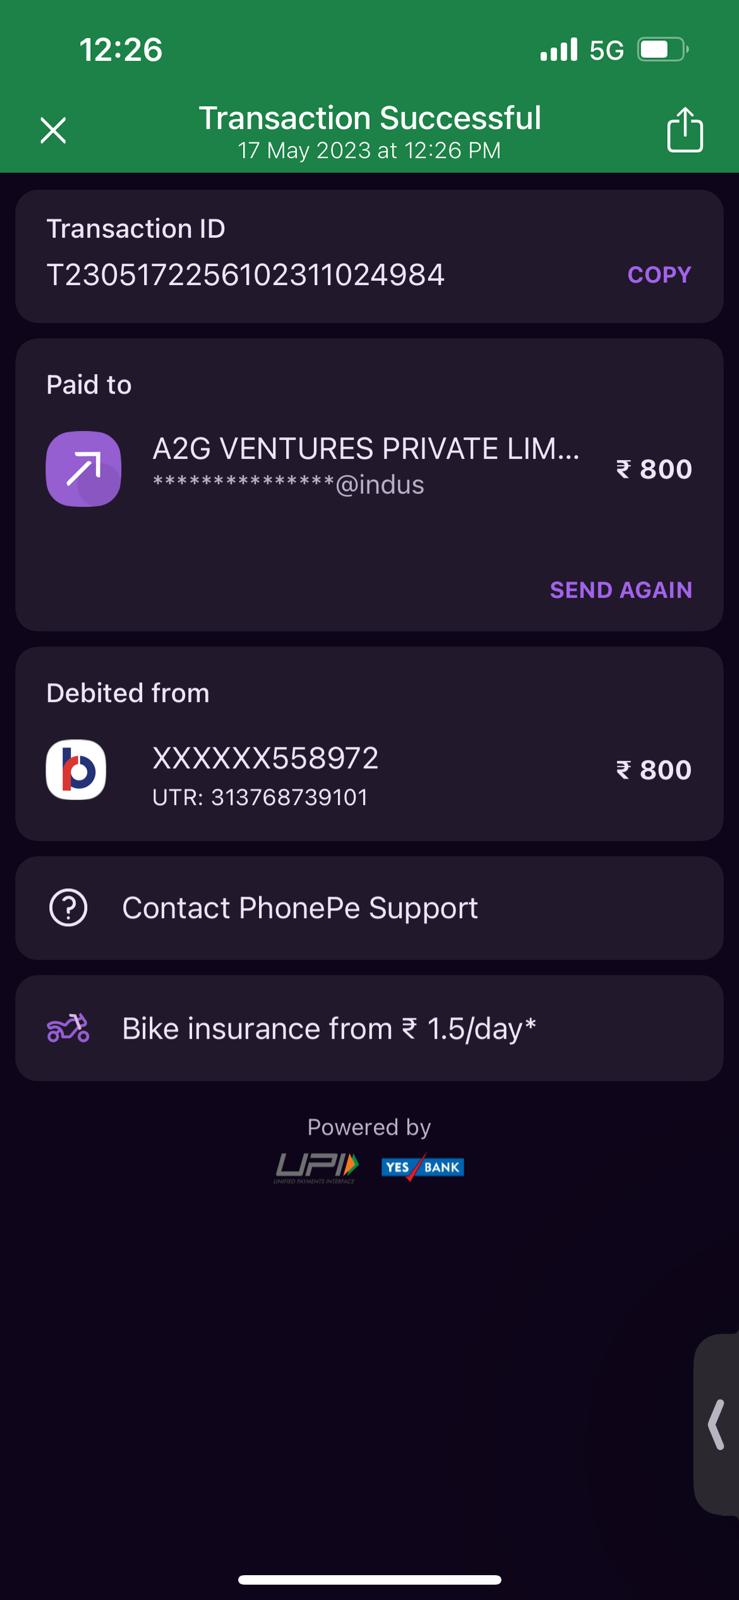 12:26
5G
Transaction Successful
17 May 2023 at 12:26 PM
Transaction ID
T2305172256102311024984
COPY
Paid to
A2G VENTURES PRIVATE LIM...
***************@indus
₹ 800
SEND AGAIN
Debited from
XXXXXX558972
₹ 800
UTR: 313768739101
Contact PhonePe Support
Bike insurance from ₹ 1.5/day*
Powered by
UPI
UNIFIED PAYMENTS INTERFACE
YES BANK